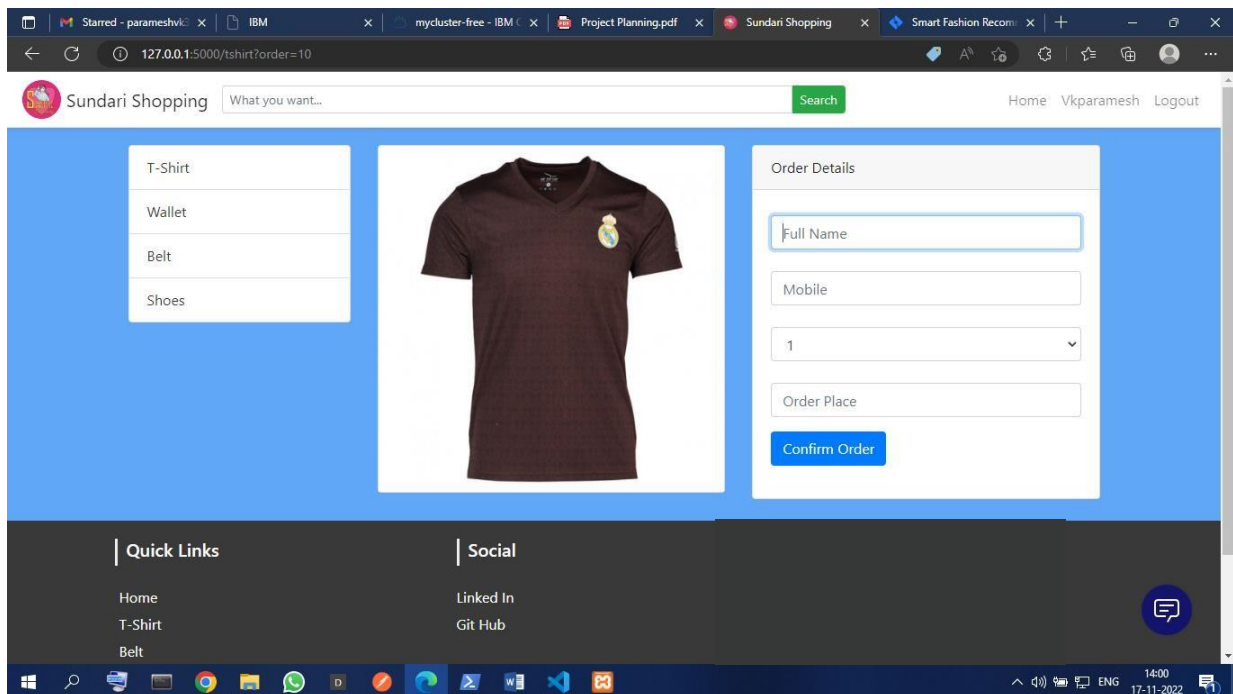 Starred - parameshvk3
IBM
mycluster-free - IBM C
Project Planning.pdf
Sundari Shopping
Smart Fashion Recomm
127.0.0.1:5000/tshirt?order=10
Sundari Shopping
What you want...
Search
Home
Vkparamesh
Logout
T-Shirt
Wallet
Belt
Shoes
Order Details
Full Name
Mobile
1
Order Place
Confirm Order
Quick Links
Home
T-Shirt
Belt
Social
Linked In
Git Hub
ENG
14:00
17-11-2022